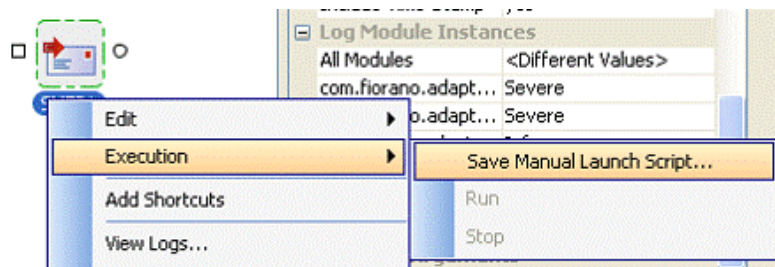 Log Module Instances
All Modules <Different Values>
com.fiorano.adapt... Severe
o.adapt... Severe
Edit
Execution
Save Manual Launch Script...
Add Shortcuts
Run
View Logs...
Stop